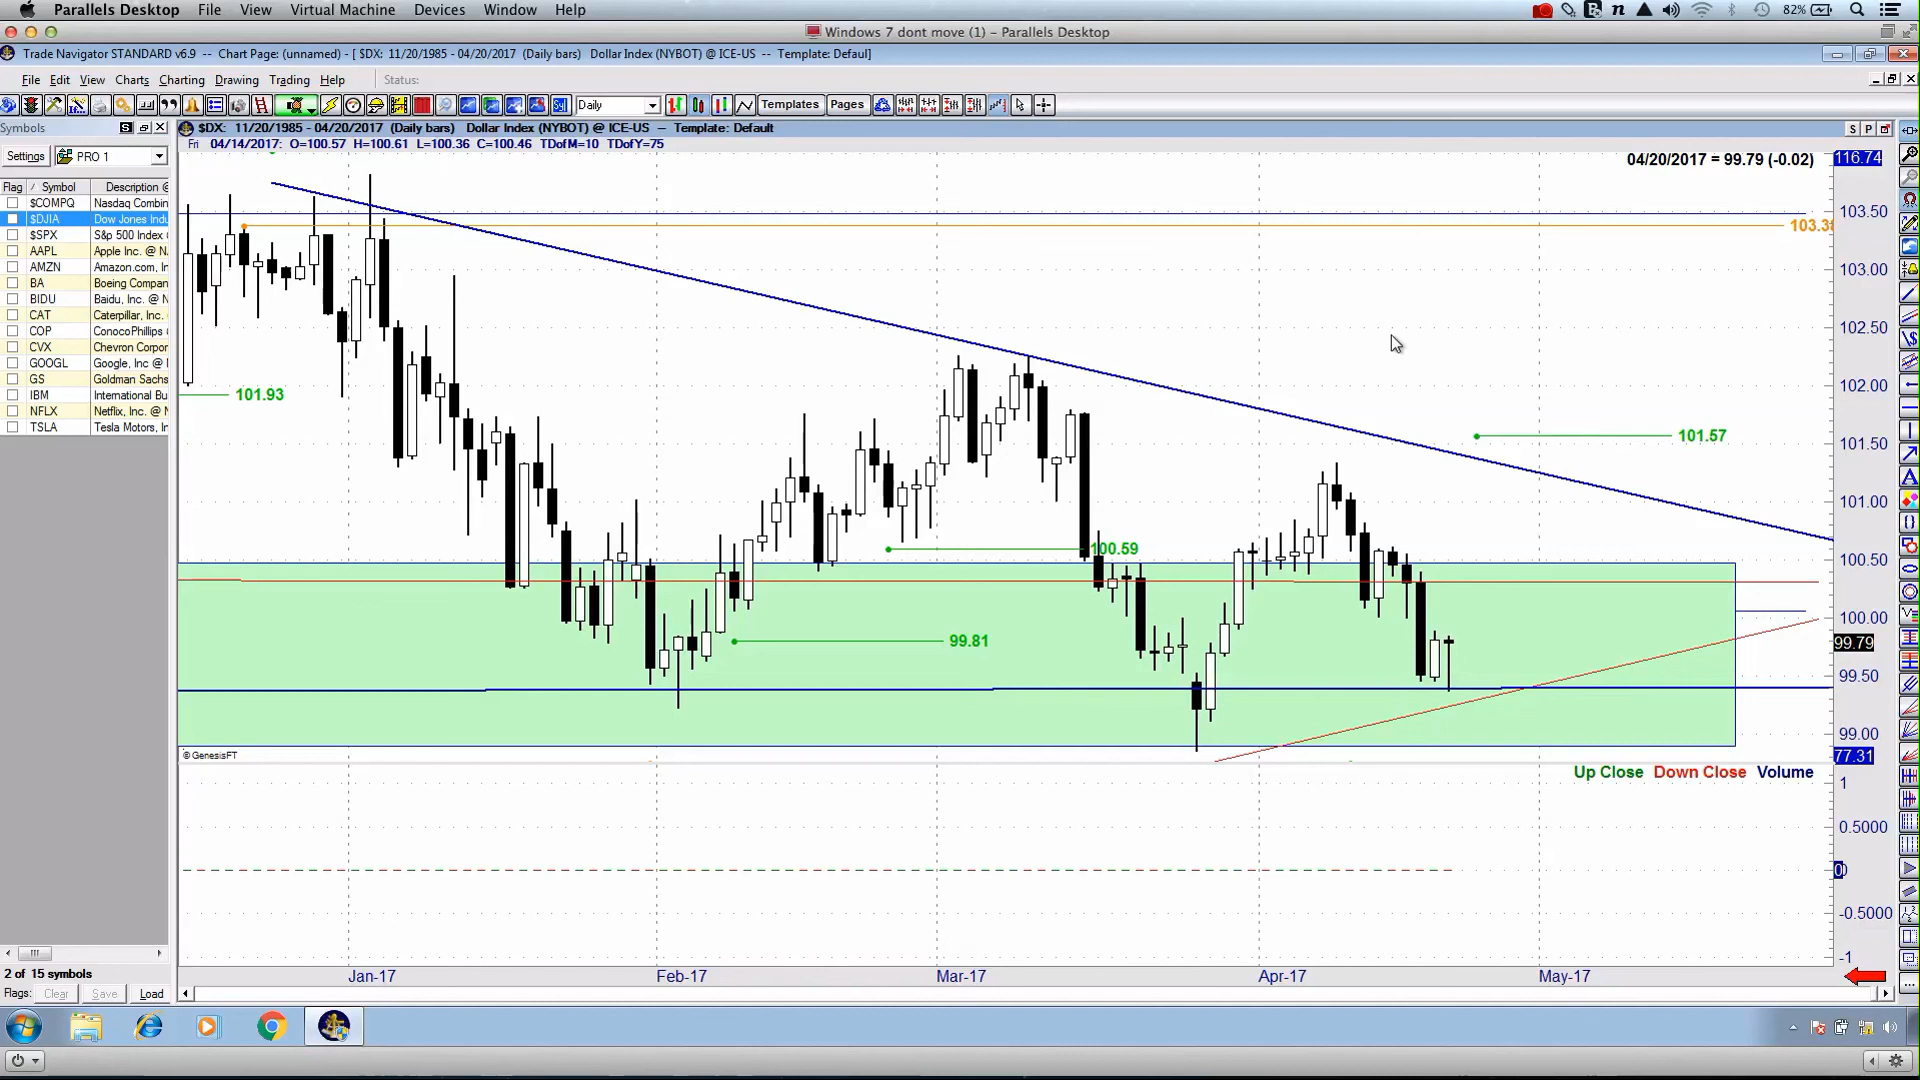 Parallels Desktop File View Virtual Machine Devices Window Help 82%
Windows 7 dont move (1) - Parallels Desktop
Trade Navigator STANDARD v6.9 -- Chart Page: (unnamed) - [ $DX: 11/20/1985 - 04/20/2017 (Daily bars) Dollar Index (NYBOT) @ ICE-US -- Template: Defaul]
File Edit View Charts Charting Drawing Trading Help Status:
Daily Templates Pages
Symbols S
$DX: 11/20/1985 - 04/20/2017 (Daily bars) Dollar Index (NYBOT) @ ICE-US -- Template: Default S P
Fri 04/14/2017: O=100.57 H=100.61 L=100.36 C=100.46 TDofM=10 TDofY=75
Settings PRO 1
04/20/2017 = 99.79 (-0.02)
116.74
Flag Symbol Description
$COMPQ Nasdaq Combin
$DJIA Dow Jones Indu
$SPX S&p 500 Index (
AAPL Apple Inc. @ N
AMZN Amazon.com, In
BA Boeing Compan
BIDU Baidu, Inc. @ N
CAT Caterpillar, Inc.
COP ConocoPhillips
CVX Chevron Corpor
GOOGL Google, Inc @
GS Goldman Sachs
IBM International Bu
NFLX Netflix, Inc. @ N
TSLA Tesla Motors, In
103.50
103.3
103.00
102.50
102.00
101.93
101.57
101.50
101.00
100.59
100.50
100.00
99.81
99.79
99.50
99.00
© GenesisFT
77.31
Up Close Down Close Volume
1
0.5000
0
-0.5000
-1
2 of 15 symbols
Jan-17 Feb-17 Mar-17 Apr-17 May-17
Flags: Clear Save Load